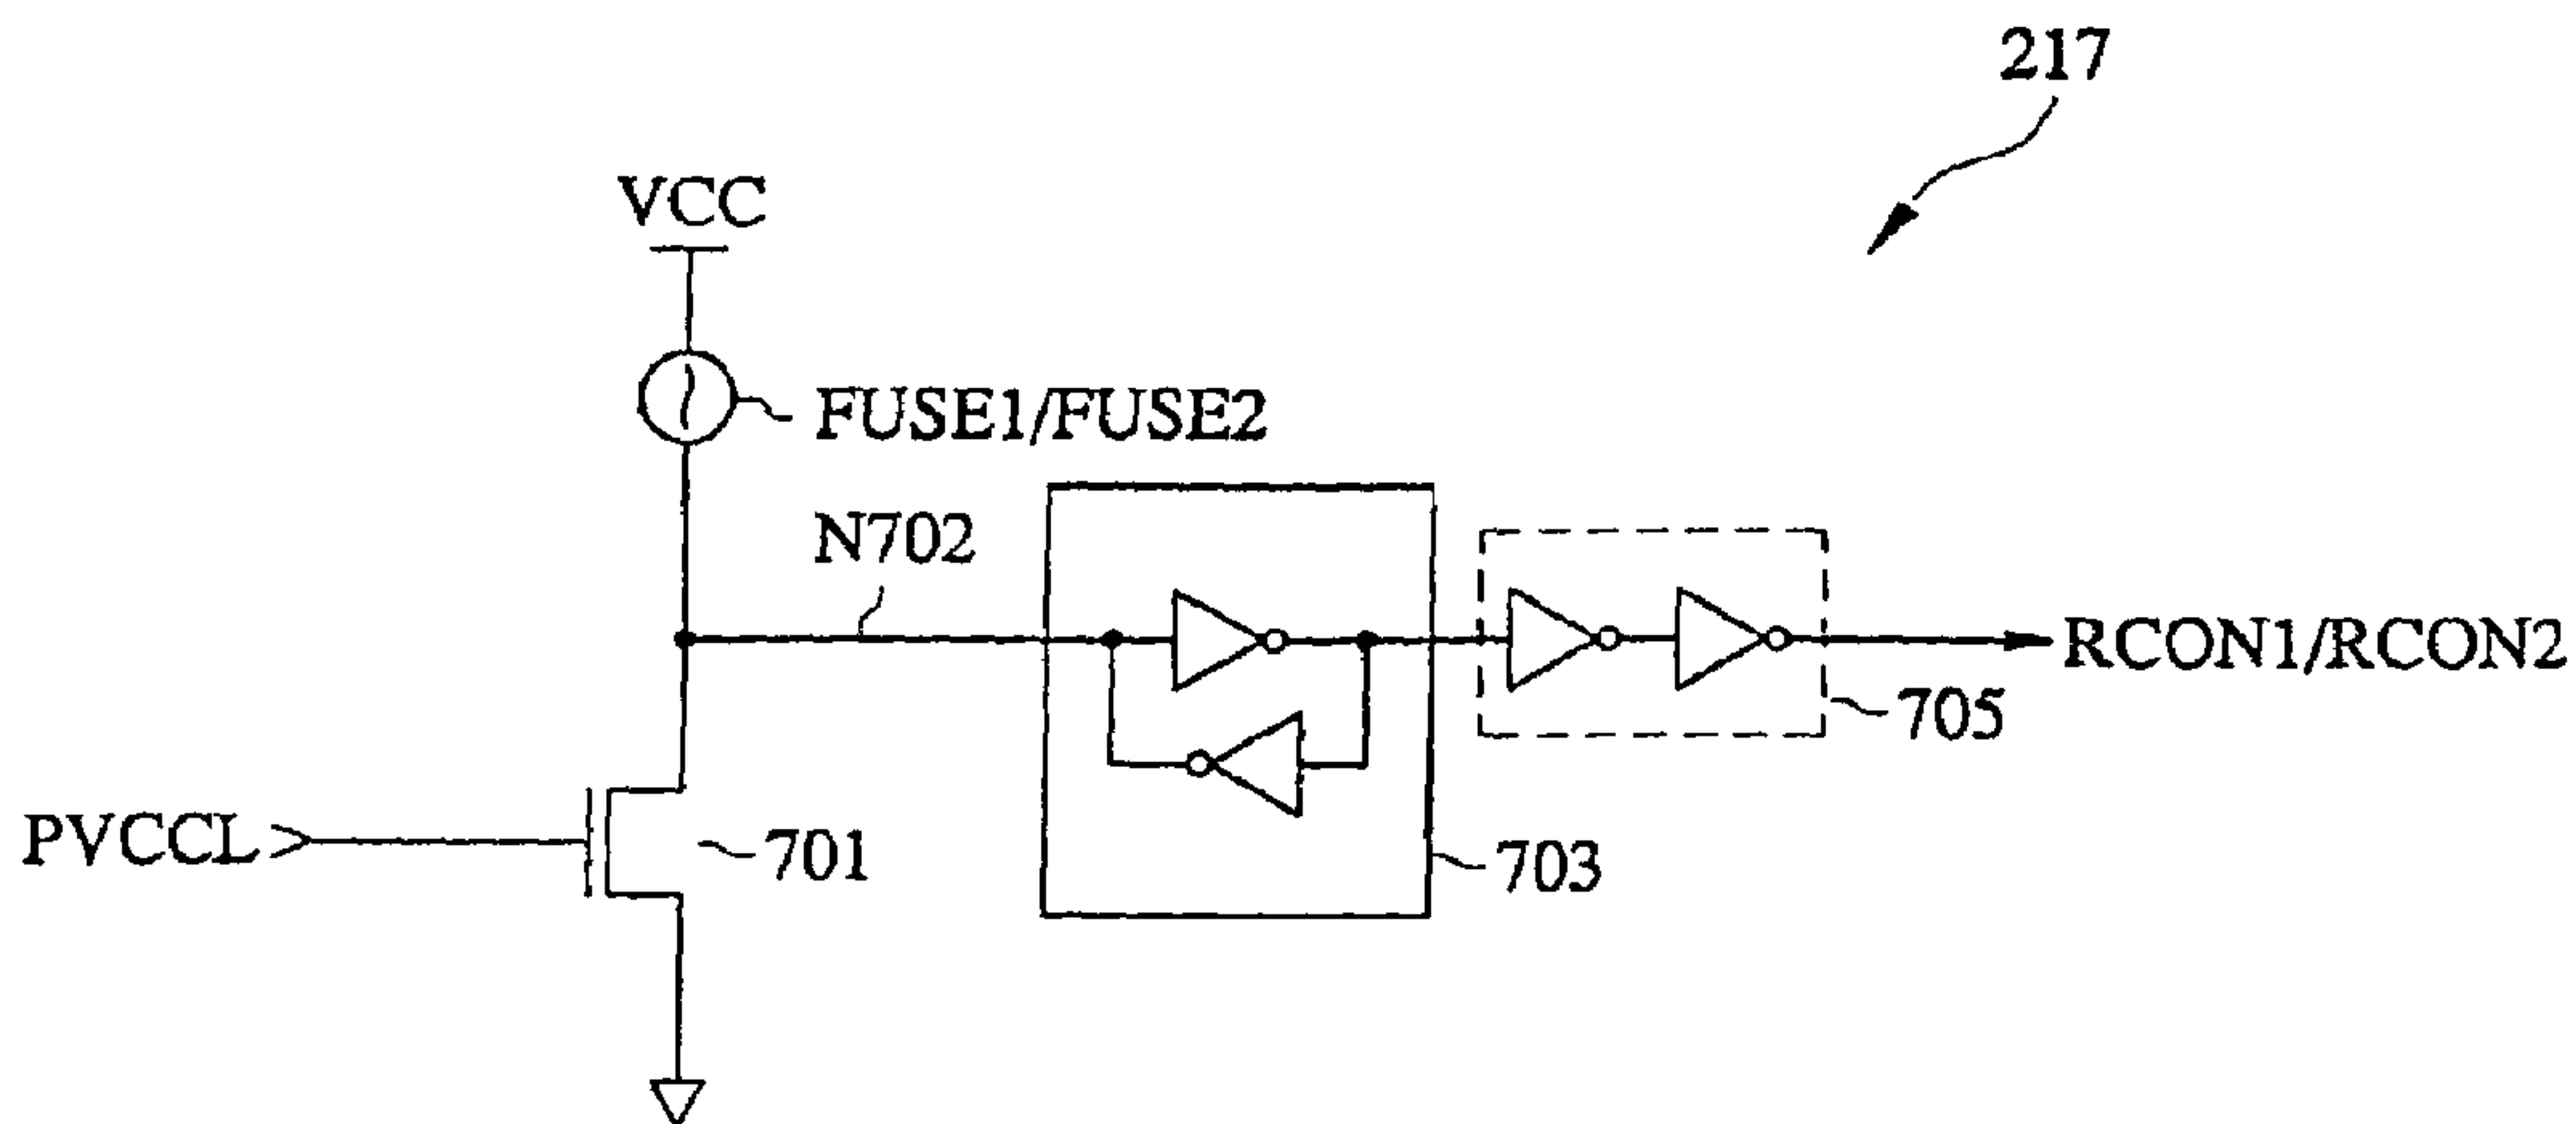 217
VCC
FUSE1/FUSE2
N702
RCON1/RCON2
705
PVCCL
701
703